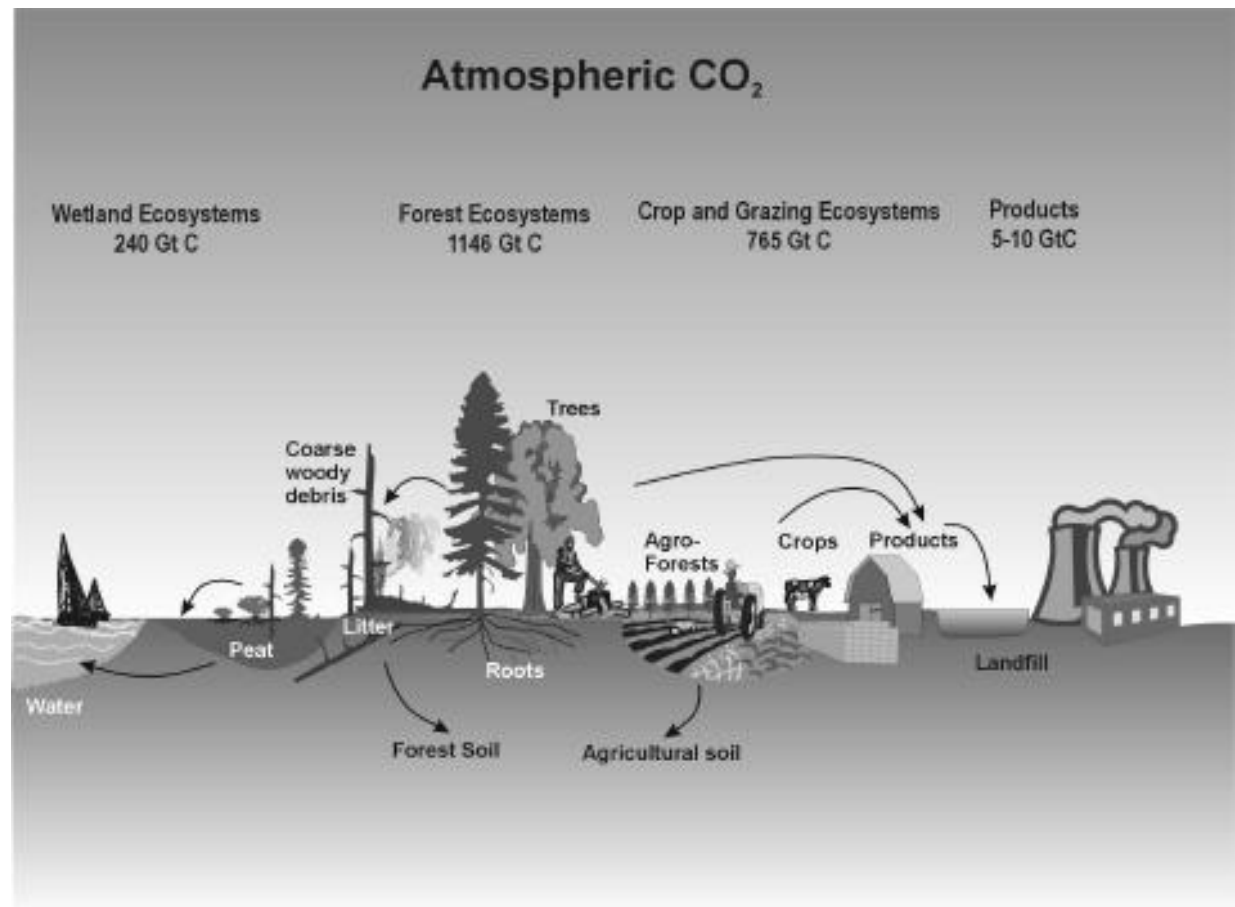 Atmospheric CO₂
Wetland Ecosystems
240 Gt C
Forest Ecosystems
1146 Gt C
Crop and Grazing Ecosystems
765 Gt C
Products
5-10 GtC
Trees
Coarse
woody
debris
Agro-
Forests
Crops
Products
Peat
Litter
Roots
Landfill
Water
Forest Soil
Agricultural soil